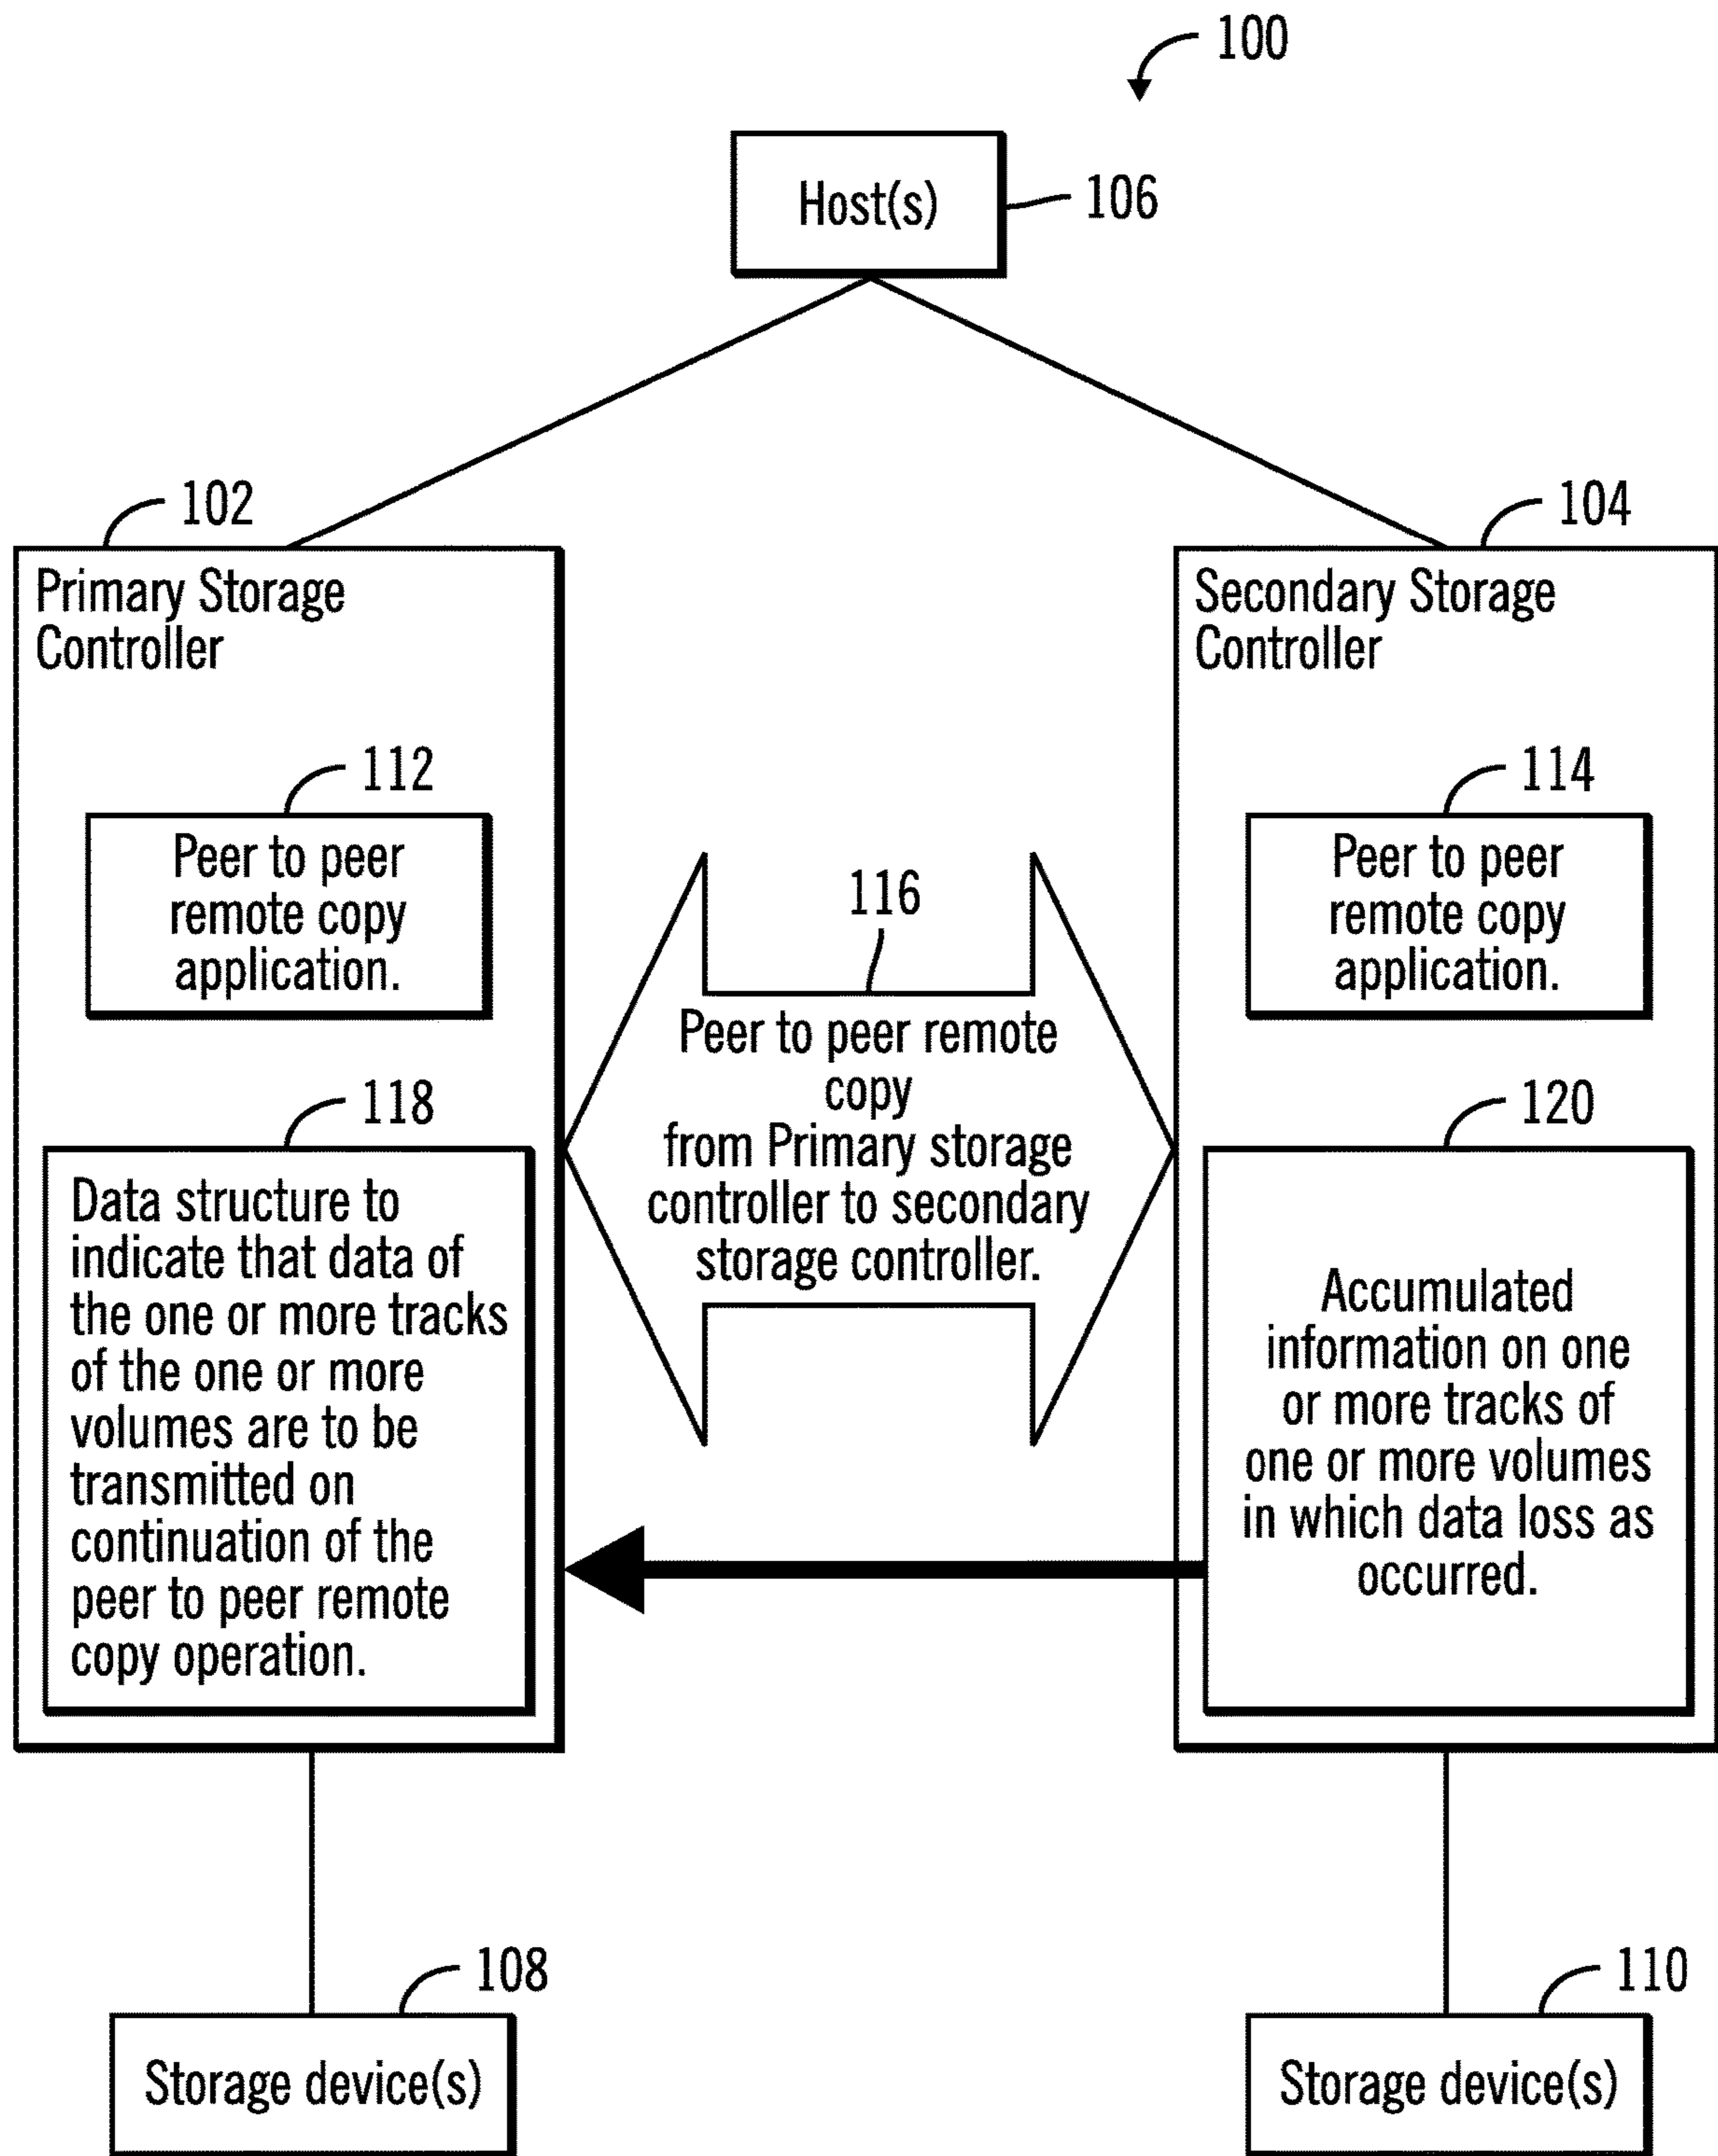 100
Host(s)
106
102
104
Primary Storage
Controller
Secondary Storage
Controller
112
Peer to peer
remote copy
application.
114
Peer to peer
remote copy
application.
116
Peer to peer remote
copy
from Primary storage
controller to secondary
storage controller.
118
Data structure to
indicate that data of
the one or more tracks
of the one or more
volumes are to be
transmitted on
continuation of the
peer to peer remote
copy operation.
120
Accumulated
information on one
or more tracks of
one or more volumes
in which data loss as
occurred.
108
Storage device(s)
110
Storage device(s)